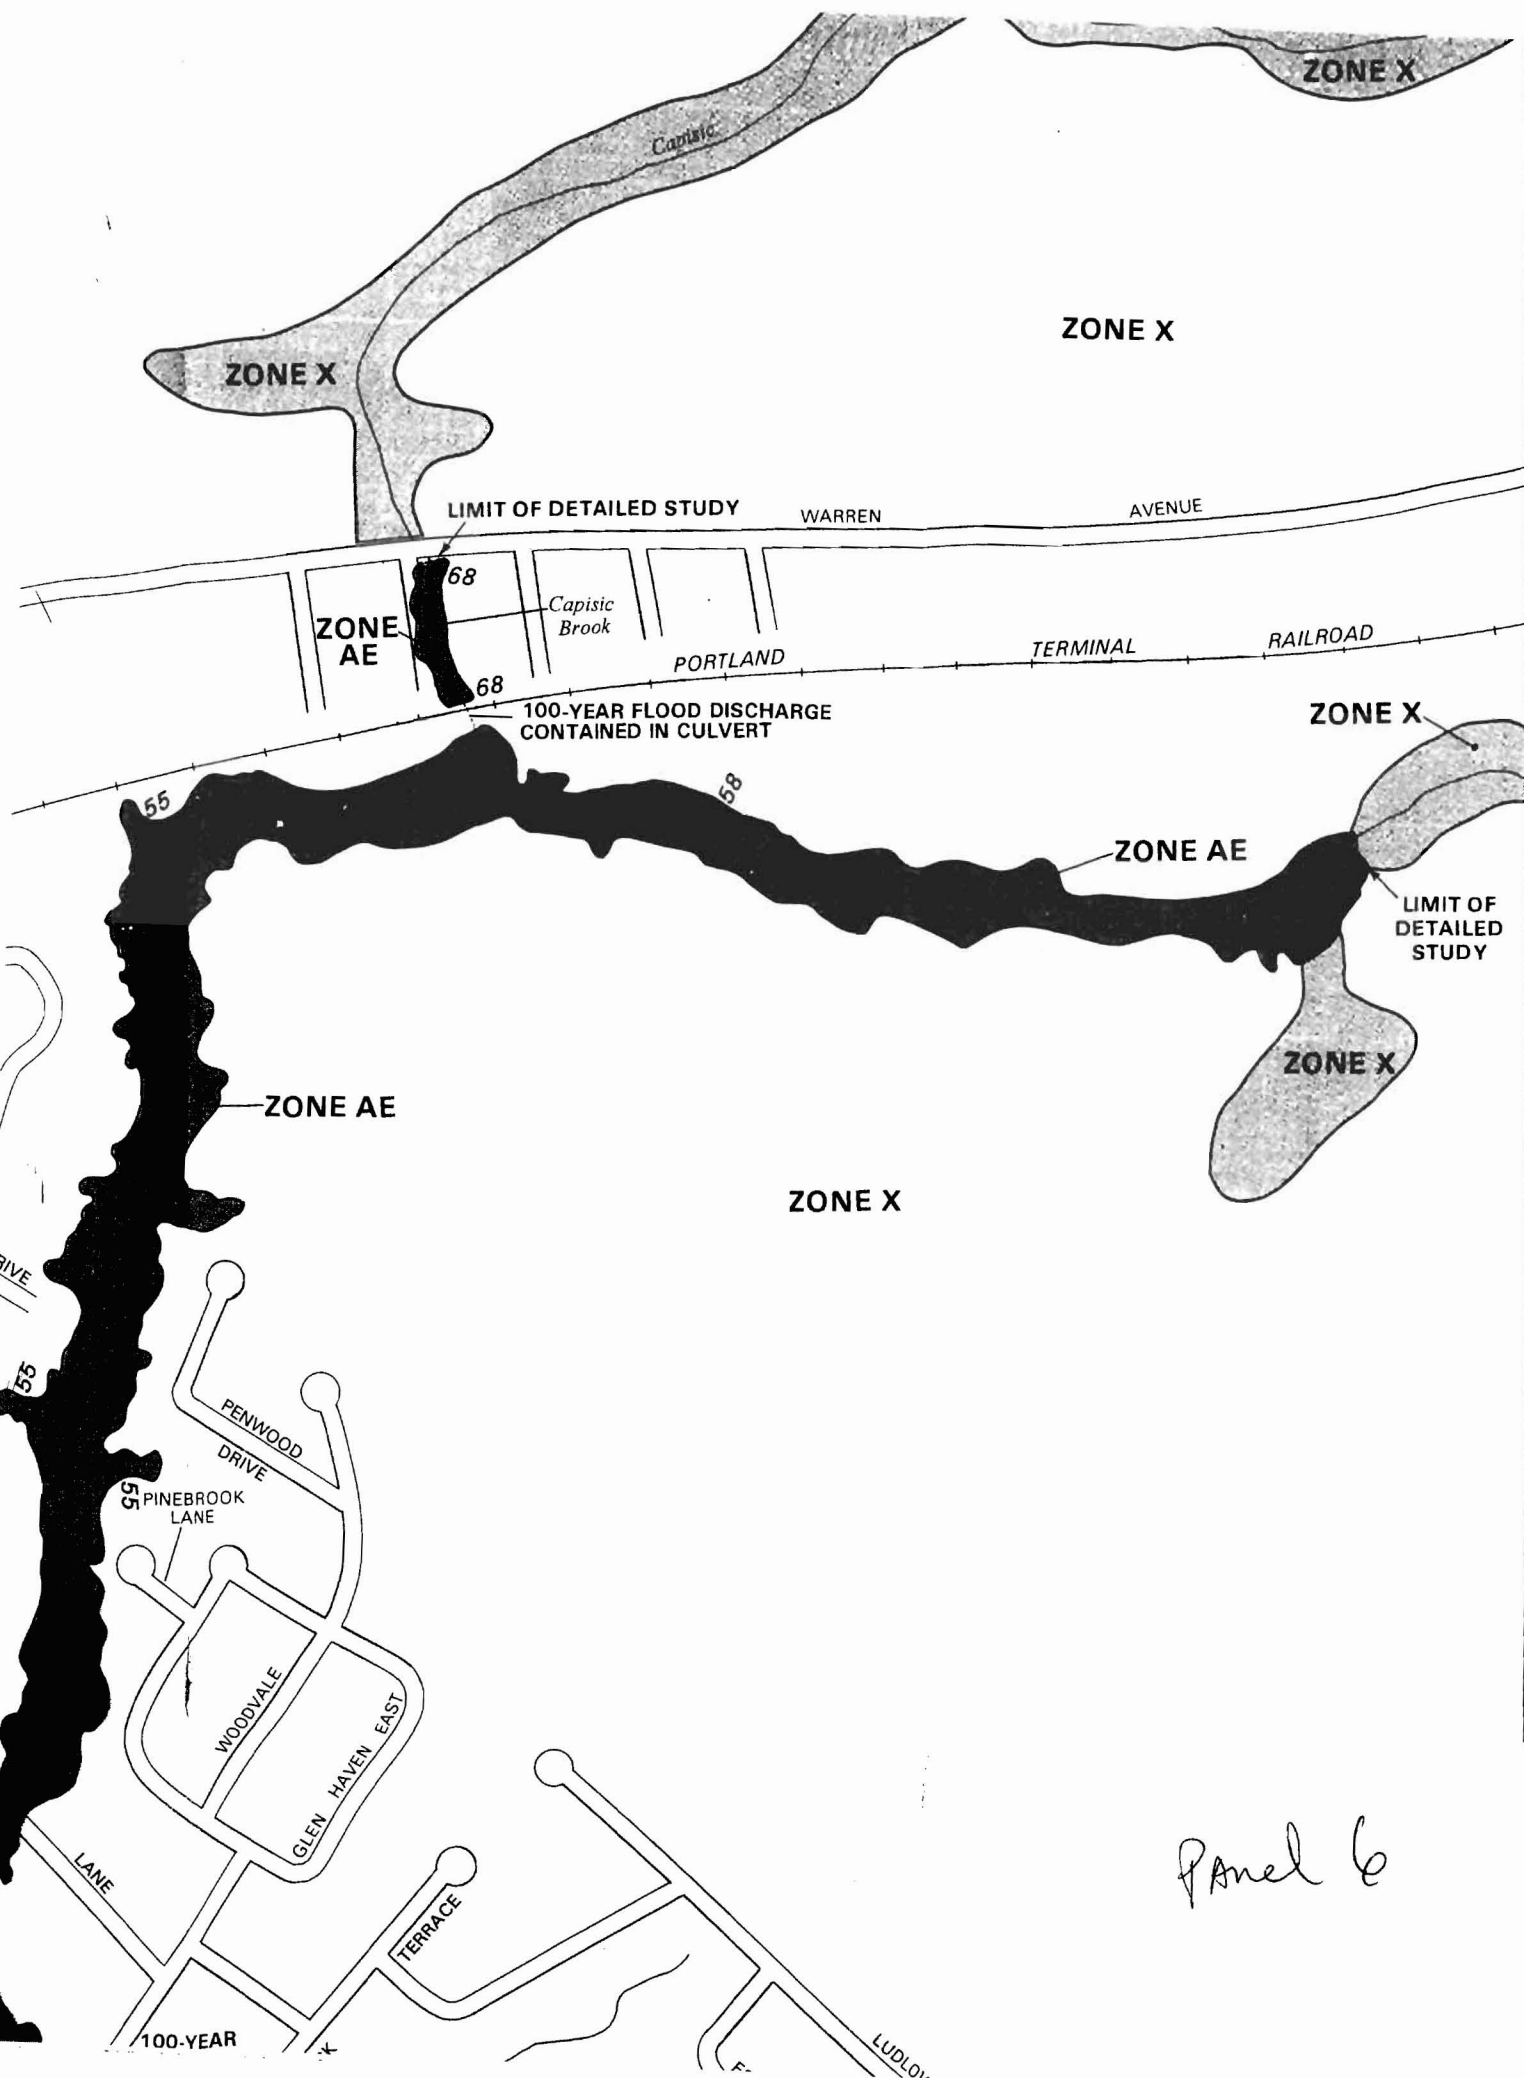 ZONE X
Capisic
ZONE X
ZONE X
LIMIT OF DETAILED STUDY
WARREN AVENUE
68
Capisic
Brook
ZONE
AE
PORTLAND TERMINAL RAILROAD
68
100-YEAR FLOOD DISCHARGE
CONTAINED IN CULVERT
ZONE X
58
55
ZONE AE
LIMIT OF
DETAILED
STUDY
ZONE X
ZONE AE
ZONE X
55
PENWOOD
DRIVE
55
PINEBROOK
LANE
WOODVALE
GLEN HAVEN EAST
PAnel 6
LANE
TERRACE
100-YEAR